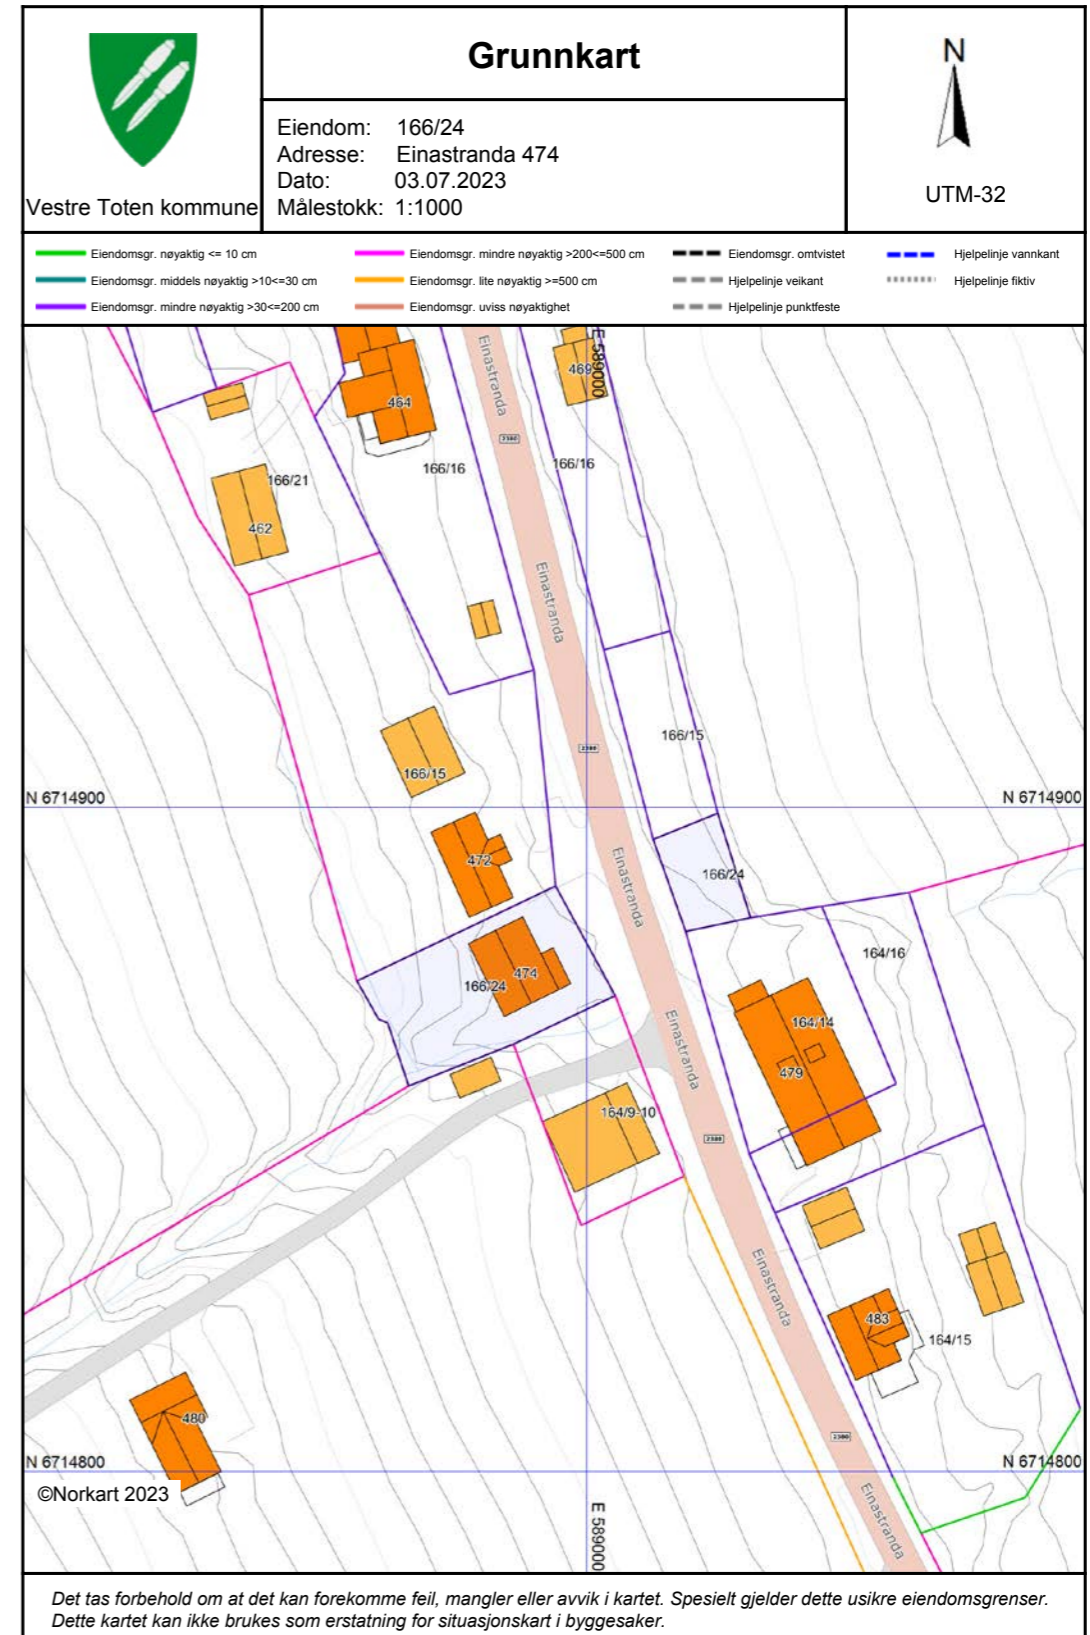 Grunnkart
Vestre Toten kommune
Eiendom: 166/24
Adresse: Einastranda 474
Dato: 03.07.2023
Målestokk: 1:1000
N
UTM-32
Eiendomsgr. nøyaktig <= 10 cm
Eiendomsgr. middels nøyaktig >10<=30 cm
Eiendomsgr. mindre nøyaktig >30<=200 cm
Eiendomsgr. mindre nøyaktig >200<=500 cm
Eiendomsgr. lite nøyaktig >=500 cm
Eiendomsgr. uviss nøyaktighet
Eiendomsgr. omtvistet
Hjelpelinje veikant
Hjelpelinje punktfeste
Hjelpelinje vannkant
Hjelpelinje fiktiv
E 589000
Einastranda
469
464
2380
166/16
166/16
166/21
462
Einastranda
166/15
2380
166/15
N 6714900
N 6714900
472
Einastranda
166/24
474
166/24
164/16
Einastranda
164/14
479
164/9-10
2380
Einastranda
483
164/15
480
2380
N 6714800
N 6714800
©Norkart 2023
E 589000
Einastranda
Det tas forbehold om at det kan forekomme feil, mangler eller avvik i kartet. Spesielt gjelder dette usikre eiendomsgrenser.
Dette kartet kan ikke brukes som erstatning for situasjonskart i byggesaker.